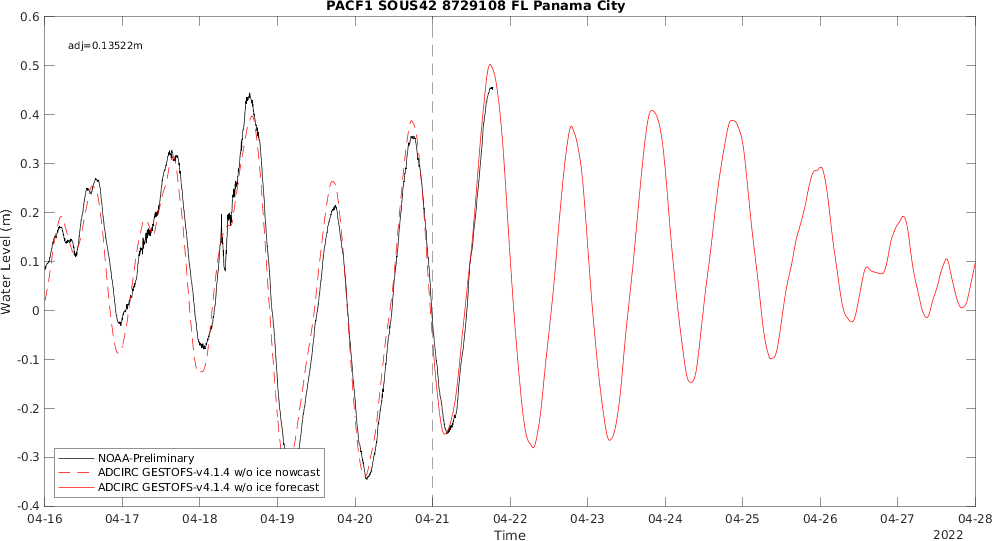 PACF1 SOUS42 8729108 FL Panama City
adj=0.13522m
Water Level (m)
0.6
0.5
0.4
0.3
0.2
0.1
0
-0.1
-0.2
-0.3
-0.4
NOAA-Preliminary
ADCIRC GESTOFS-v4.1.4 w/o ice nowcast
ADCIRC GESTOFS-v4.1.4 w/o ice forecast
04-16 04-17 04-18 04-19 04-20 04-21 04-22 04-23 04-24 04-25 04-26 04-27 04-28
Time
2022